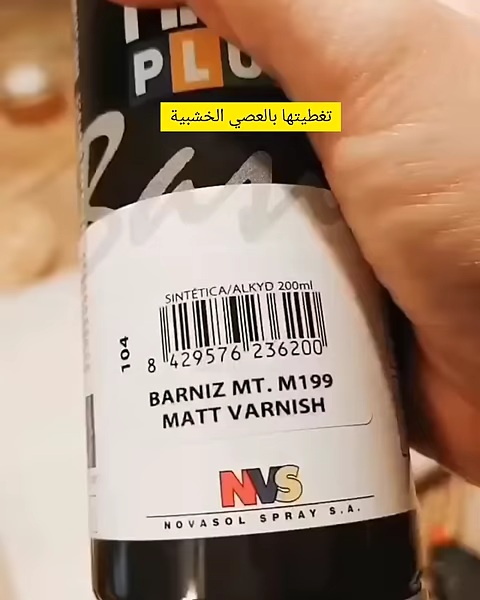 PLU
تغطيتها بالعصي الخشبية
SINTÉTICA/ALKYD 200ml
104
8 429576 236200
BARNIZ MT. M199
MATT VARNISH
NVS
NOVASOL SPRAY S.A.